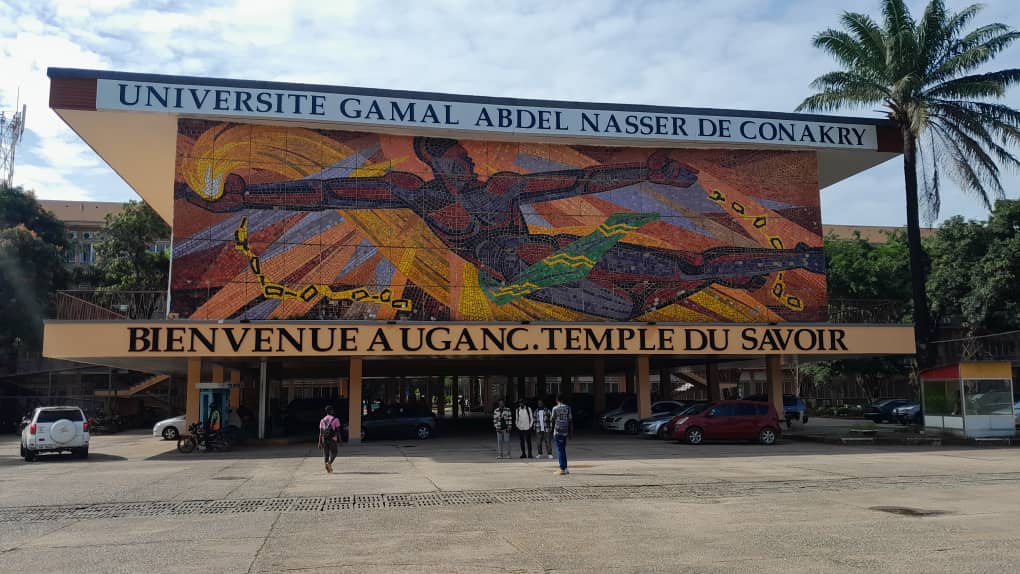 UNIVERSITE GAMAL ABDEL NASSER DE CONAKRY
BIENVENUE A UGANC.TEMPLE DU SAVOIR